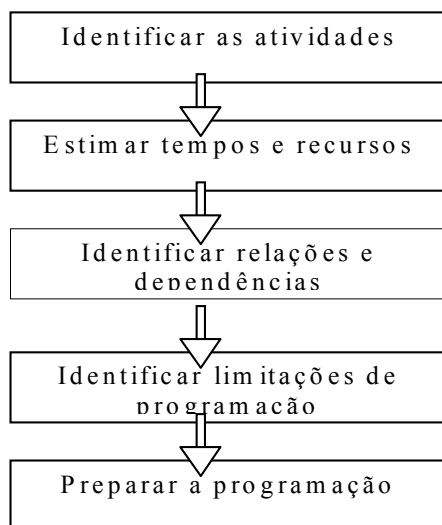 Identificar as atividades
Estimar tempos e recursos
Identificar relações e
dependências
Identificar limitações de
programação
Preparar a programação